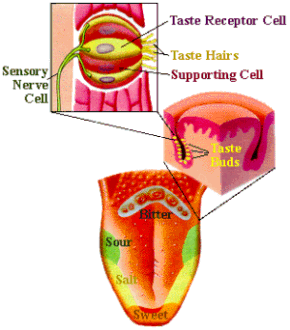 Taste Receptor Cell
Taste Hairs
Supporting Cell
Sensory
Nerve
Cell
Taste
Buds
Bitter
Sour
Salt
Sweet